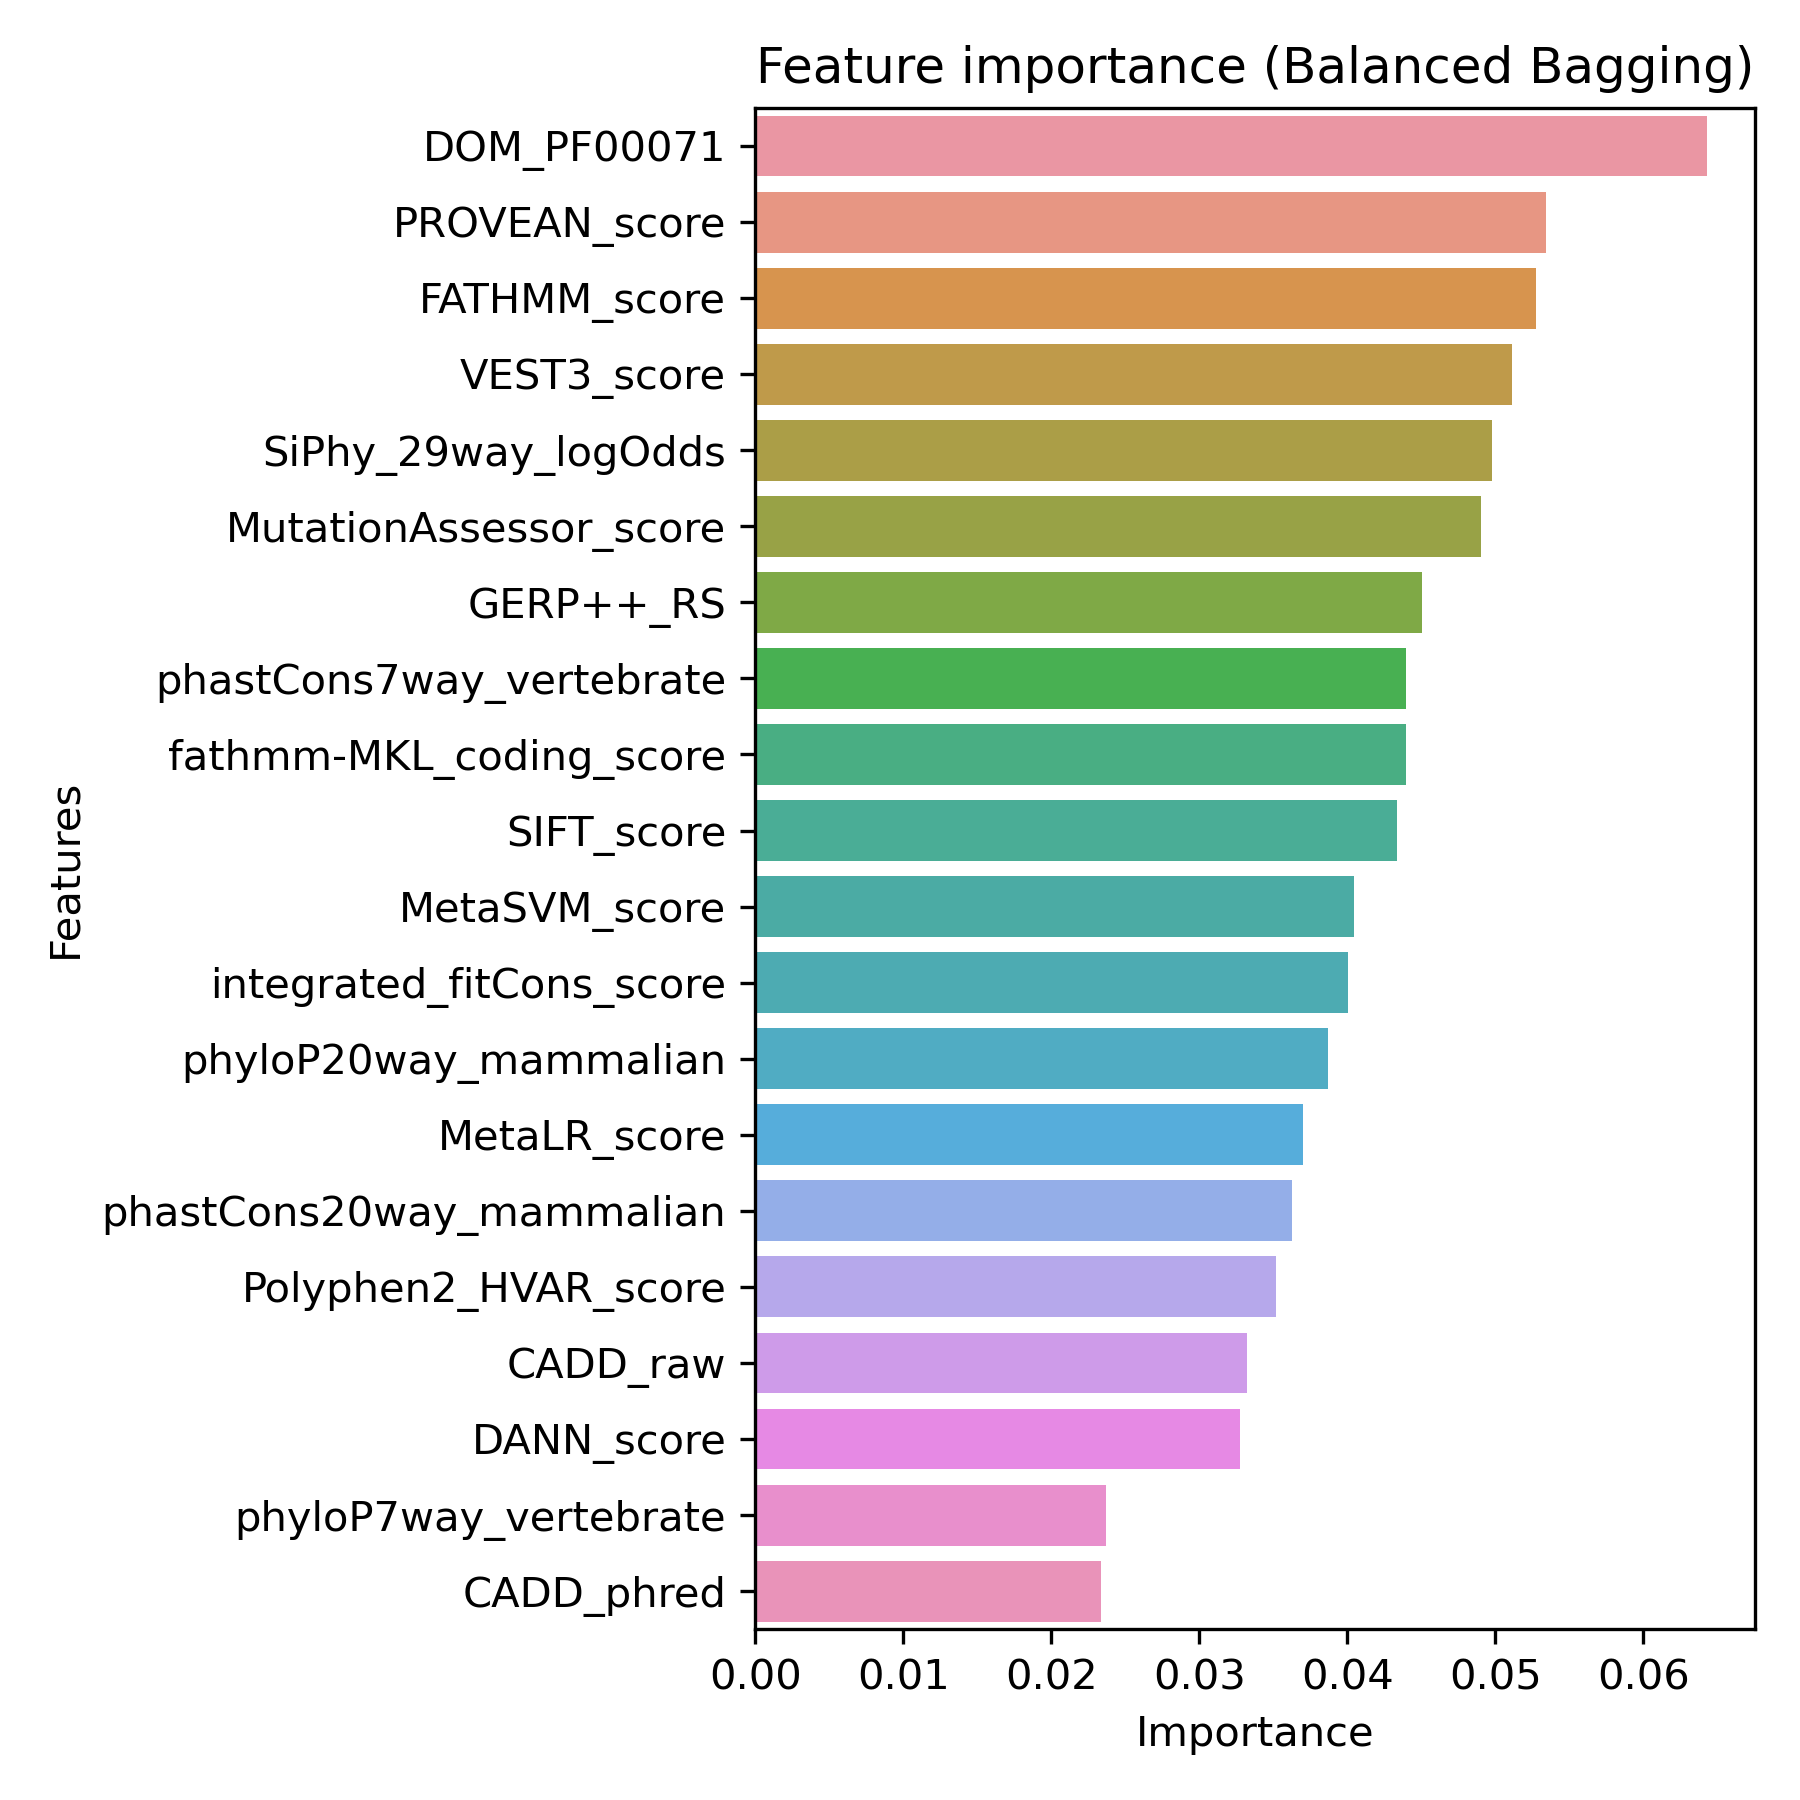 Feature importance (Balanced Bagging)
DOM_PF00071
PROVEAN_score
FATHMM_score
VEST3_score
SiPhy_29way_logOdds
MutationAssessor_score
GERP++_RS
phastCons7way_vertebrate
fathmm-MKL_coding_score
SIFT_score
MetaSVM_score
integrated_fitCons_score
phyloP20way_mammalian
MetaLR_score
phastCons20way_mammalian
Polyphen2_HVAR_score
CADD_raw
DANN_score
phyloP7way_vertebrate
CADD_phred
Features
0.00 0.01 0.02 0.03 0.04 0.05 0.06
Importance